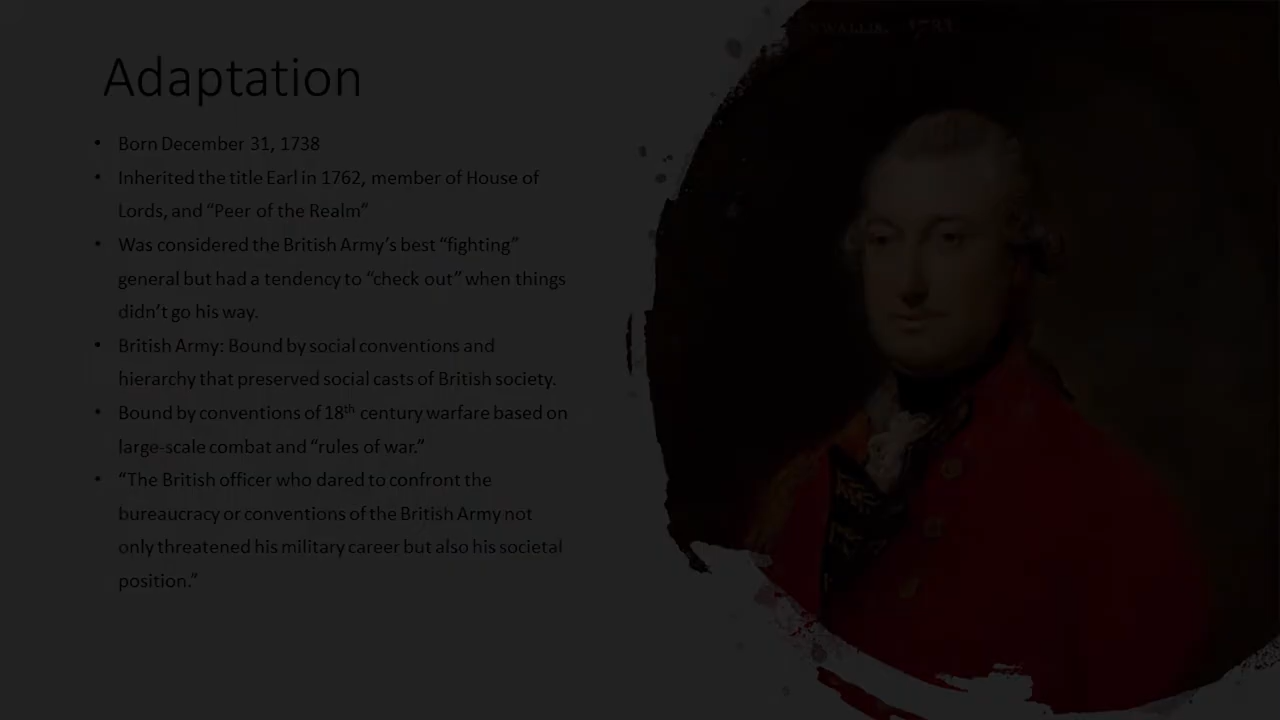 NWALLIS. 1783
Adaptation
• Born December 31, 1738
• Inherited the title Earl in 1762, member of House of
Lords, and “Peer of the Realm”
• Was considered the British Army’s best “fighting”
general but had a tendency to “check out” when things
didn’t go his way.
• British Army: Bound by social conventions and
hierarchy that preserved social casts of British society.
• Bound by conventions of 18th century warfare based on
large-scale combat and “rules of war.”
• “The British officer who dared to confront the
bureaucracy or conventions of the British Army not
only threatened his military career but also his societal
position.”